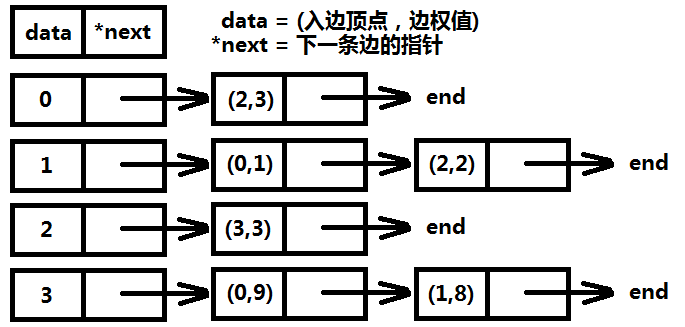 data *next data = (入边顶点，边权值)
*next = 下一条边的指针
0 (2,3) end
1 (0,1) (2,2) end
2 (3,3) end
3 (0,9) (1,8) end